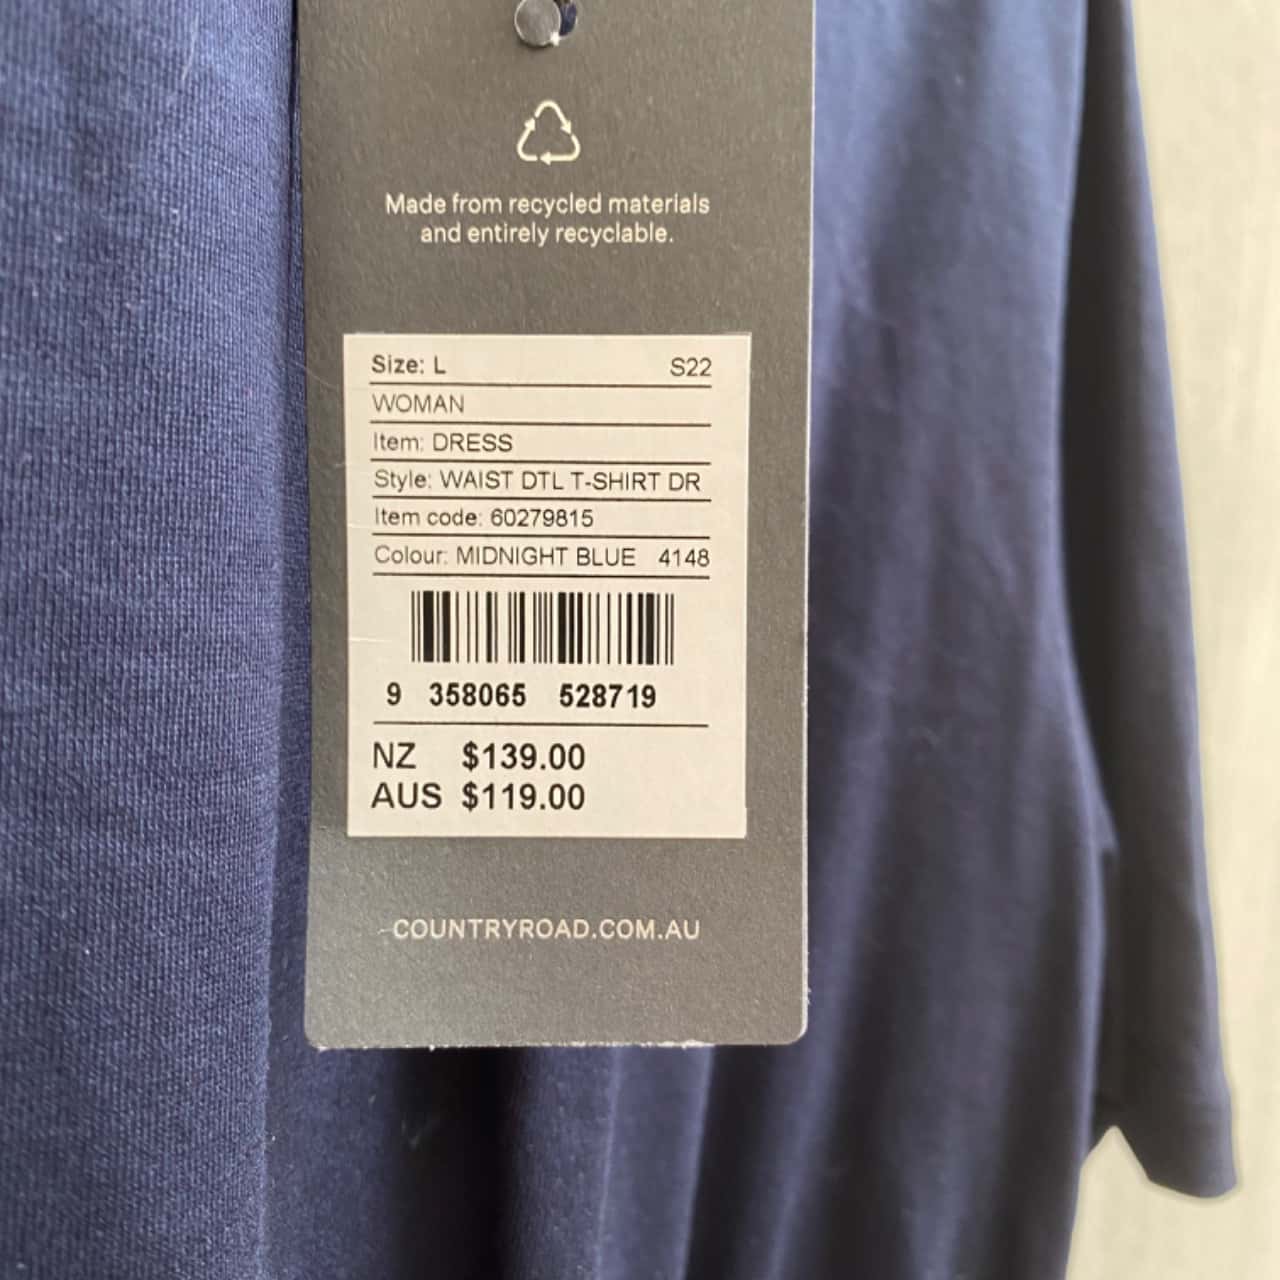 Made from recycled materials
and entirely recyclable.
Size: L S22
WOMAN
Item: DRESS
Style: WAIST DTL T-SHIRT DR
Item code: 60279815
Colour: MIDNIGHT BLUE 4148
9 358065 528719
NZ $139.00
AUS $119.00
COUNTRYROAD.COM.AU